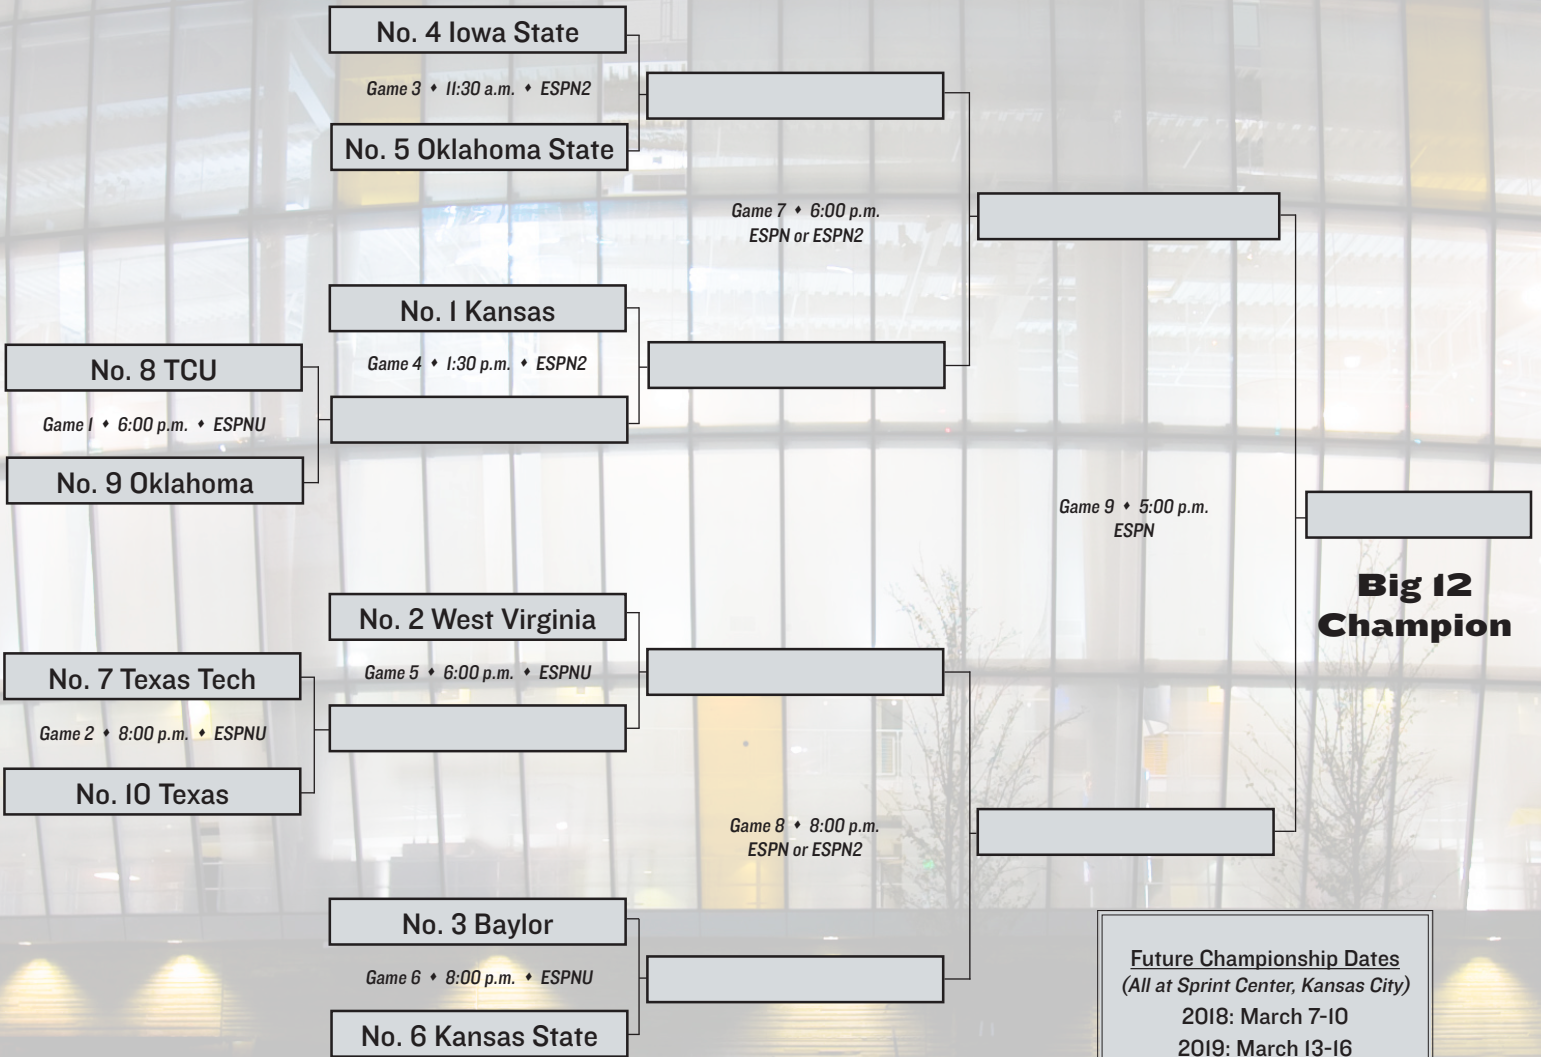 No. 4 Iowa State
Game 3 ♦ 11:30 a.m. ♦ ESPN2
No. 5 Oklahoma State
Game 7 ♦ 6:00 p.m.
ESPN or ESPN2
No. 1 Kansas
Game 4 ♦ 1:30 p.m. ♦ ESPN2
No. 8 TCU
Game 1 ♦ 6:00 p.m. ♦ ESPNU
No. 9 Oklahoma
Game 9 ♦ 5:00 p.m.
ESPN
Big 12
Champion
No. 2 West Virginia
Game 5 ♦ 6:00 p.m. ♦ ESPNU
No. 7 Texas Tech
Game 2 ♦ 8:00 p.m. ♦ ESPNU
No. 10 Texas
Game 8 ♦ 8:00 p.m.
ESPN or ESPN2
No. 3 Baylor
Game 6 ♦ 8:00 p.m. ♦ ESPNU
No. 6 Kansas State
Future Championship Dates
(All at Sprint Center, Kansas City)
2018: March 7-10
2019: March 13-16